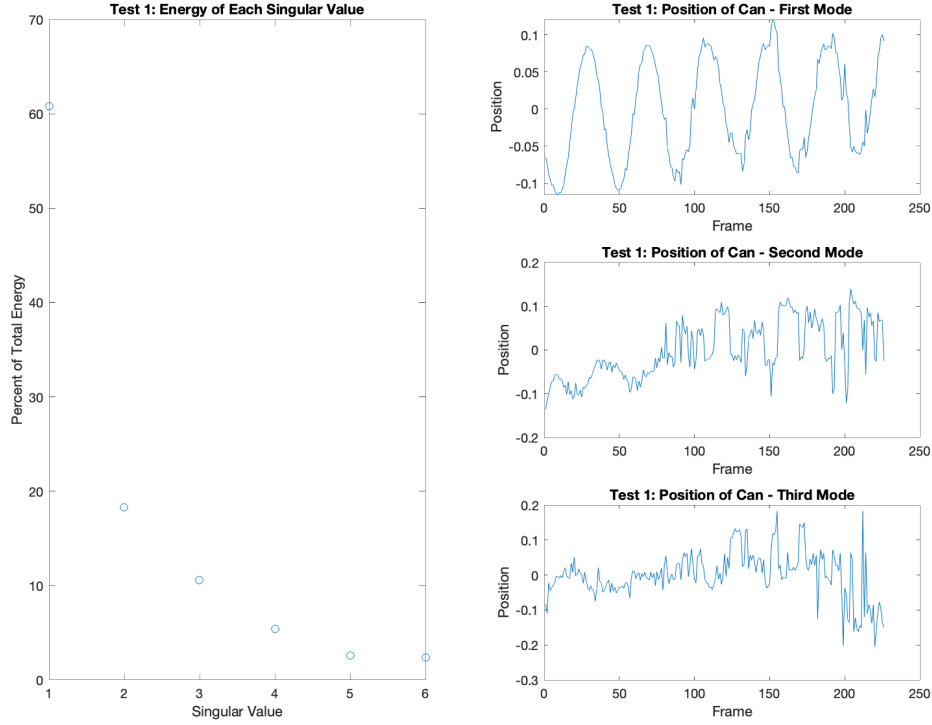 Test 1: Energy of Each Singular Value
70
60
50
40
30
20
10
0
Percent of Total Energy
1 2 3 4 5 6
Singular Value
Test 1: Position of Can - First Mode
0.1
0.05
0
-0.05
-0.1
Position
0 50 100 150 200 250
Frame
Test 1: Position of Can - Second Mode
0.2
0.1
0
-0.1
-0.2
Position
0 50 100 150 200 250
Frame
Test 1: Position of Can - Third Mode
0.2
0.1
0
-0.1
-0.2
-0.3
Position
0 50 100 150 200 250
Frame